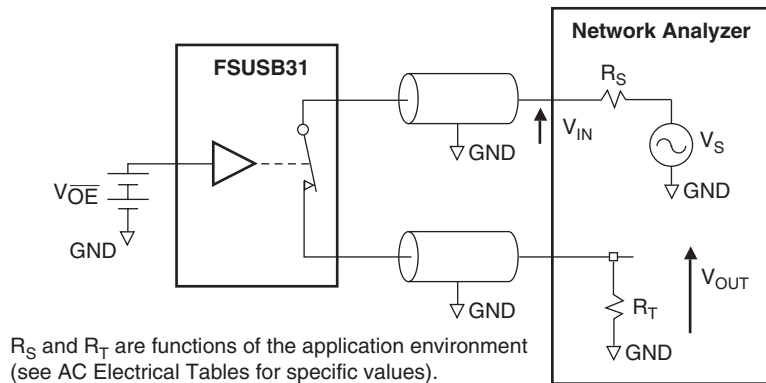 Network Analyzer
FSUSB31
R_S
GND
V_IN
V_S
GND
V_O̅E̅
GND
GND
V_OUT
R_T
GND
R_S and R_T are functions of the application environment
(see AC Electrical Tables for specific values).